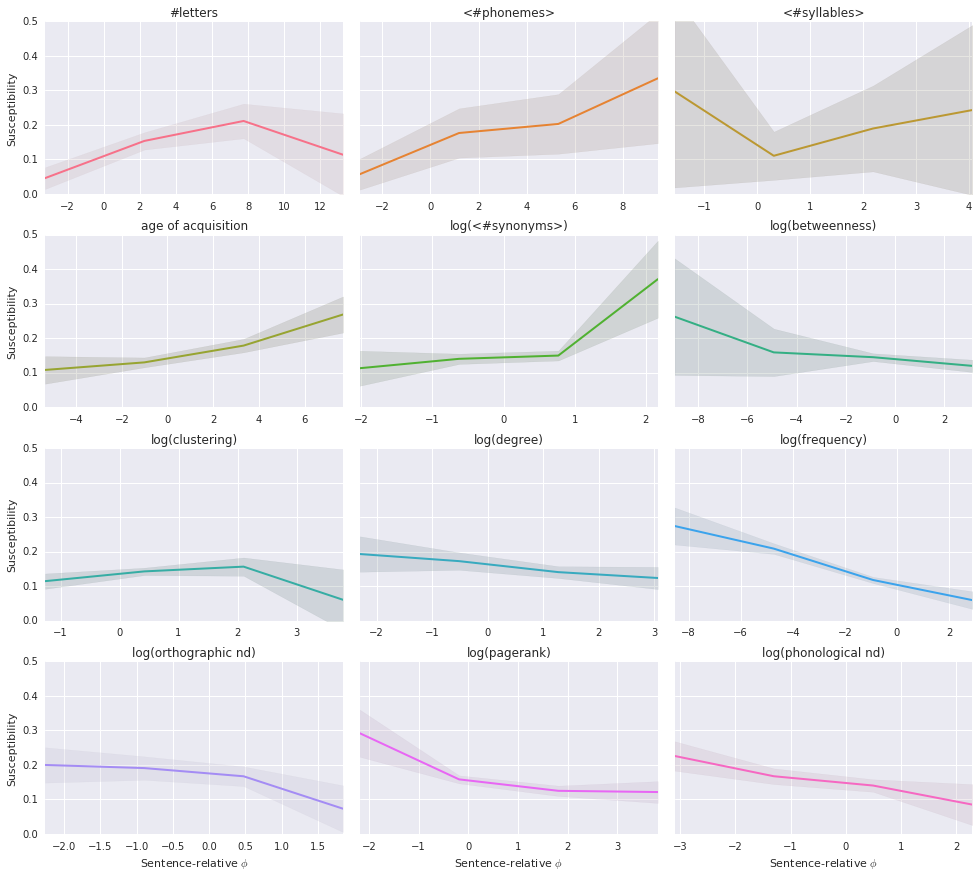 #letters <#phonemes> <#syllables>
0.5
0.4
0.3
0.2
0.1
0.0
Susceptibility
−2 0 2 4 6 8 10 12 −2 0 2 4 6 8 −1 0 1 2 3 4
age of acquisition log(<#synonyms>) log(betweenness)
0.5
0.4
0.3
0.2
0.1
0.0
Susceptibility
−4 −2 0 2 4 6 −2 −1 0 1 2 −8 −6 −4 −2 0 2
log(clustering) log(degree) log(frequency)
0.5
0.4
0.3
0.2
0.1
0.0
Susceptibility
−1 0 1 2 3 −2 −1 0 1 2 3 −8 −6 −4 −2 0 2
log(orthographic nd) log(pagerank) log(phonological nd)
0.5
0.4
0.3
0.2
0.1
0.0
Susceptibility
−2.0 −1.5 −1.0 −0.5 0.0 0.5 1.0 1.5 −2 −1 0 1 2 3 −3 −2 −1 0 1 2
Sentence-relative ϕ Sentence-relative ϕ Sentence-relative ϕ